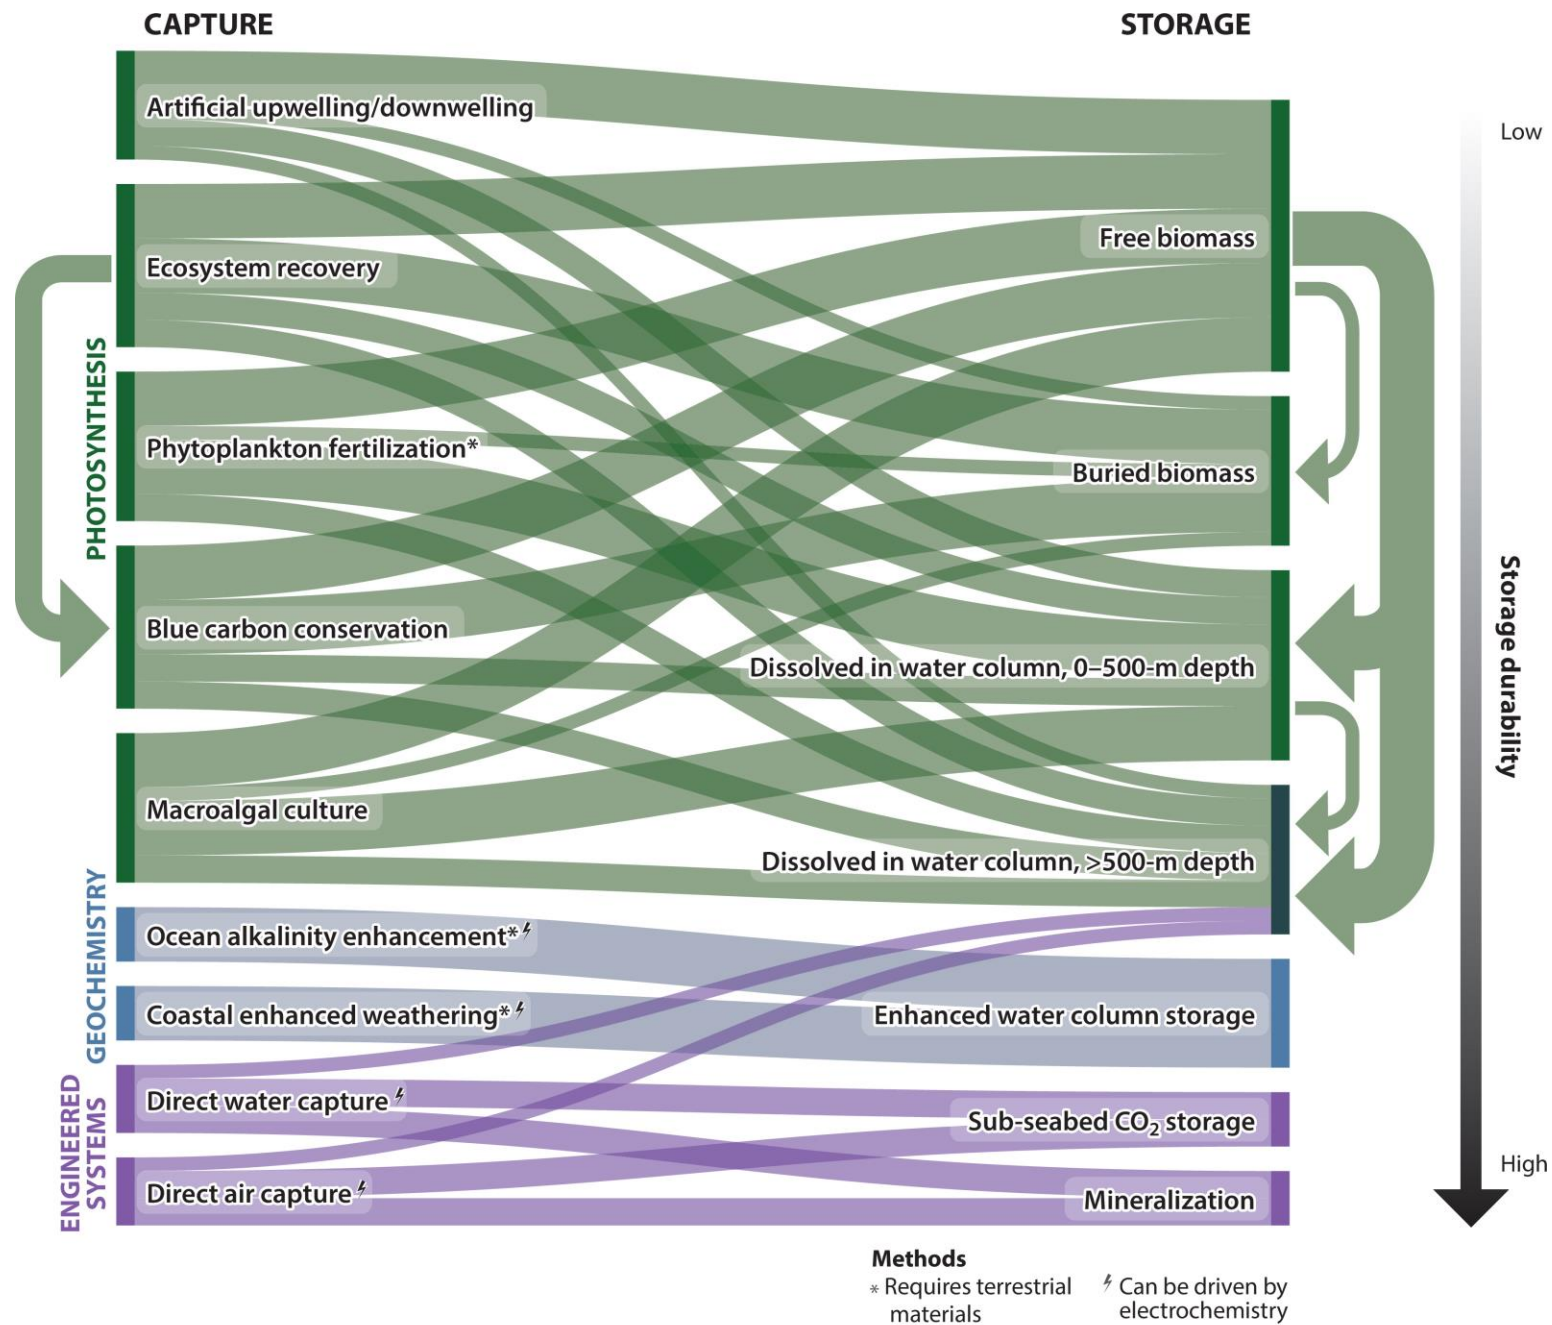 CAPTURE
STORAGE
Artificial upwelling/downwelling
Ecosystem recovery
Phytoplankton fertilization*
Blue carbon conservation
Macroalgal culture
Ocean alkalinity enhancement*
Coastal enhanced weathering*
Direct water capture
Direct air capture
PHOTOSYNTHESIS
GEOCHEMISTRY
ENGINEERED
SYSTEMS
Free biomass
Buried biomass
Dissolved in water column, 0–500-m depth
Dissolved in water column, >500-m depth
Enhanced water column storage
Sub-seabed CO₂ storage
Mineralization
Low
Storage durability
High
Methods
* Requires terrestrial
materials
Can be driven by
electrochemistry